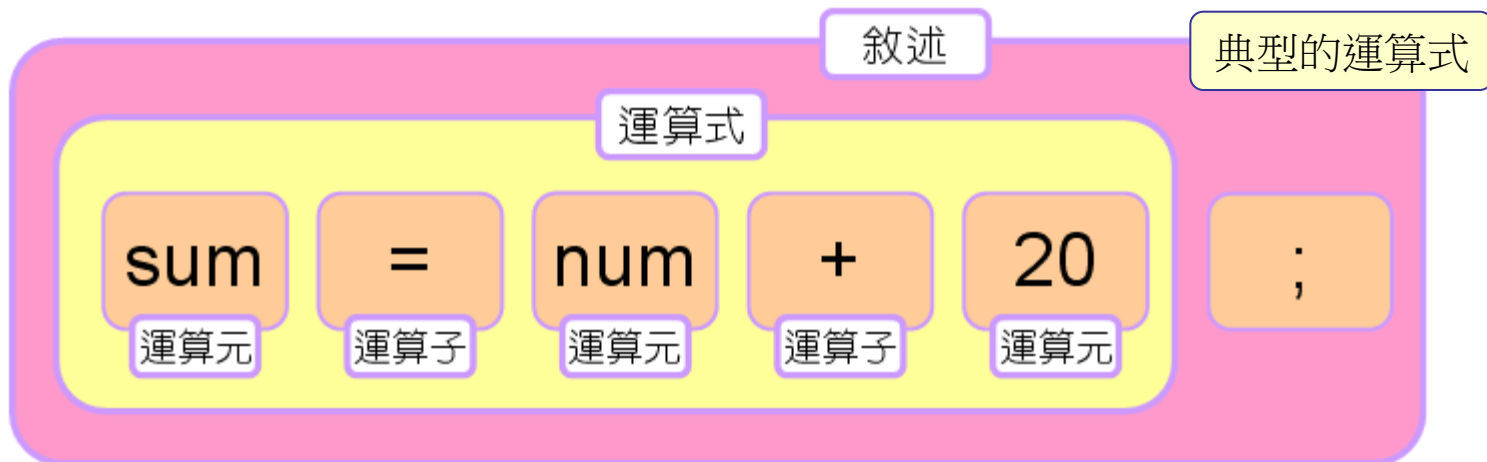 敘述
典型的運算式
運算式
sum = num + 20 ;
運算元 運算子 運算元 運算子 運算元